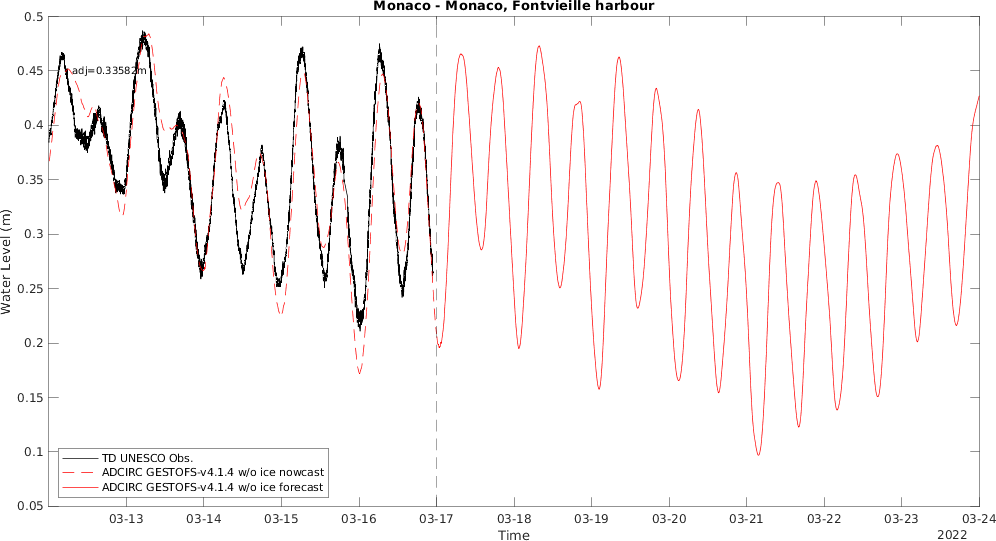 Monaco - Monaco, Fontvieille harbour
0.5
0.45
0.4
0.35
0.3
0.25
0.2
0.15
0.1
0.05
Water Level (m)
adj=0.33582m
TD UNESCO Obs.
ADCIRC GESTOFS-v4.1.4 w/o ice nowcast
ADCIRC GESTOFS-v4.1.4 w/o ice forecast
03-13 03-14 03-15 03-16 03-17 03-18 03-19 03-20 03-21 03-22 03-23 03-24
Time
2022